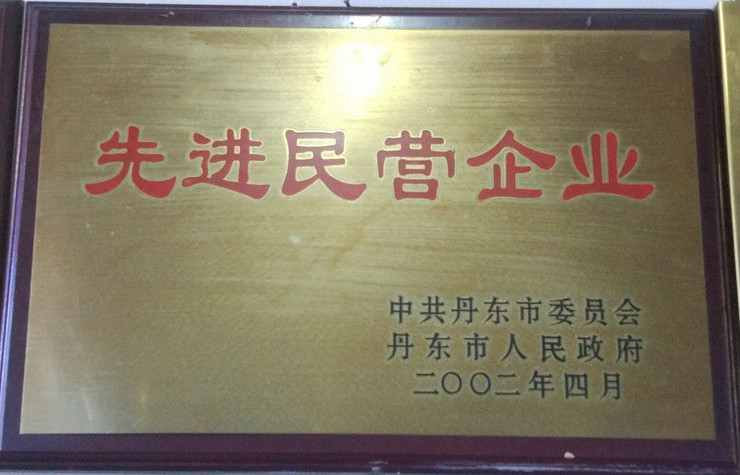 先进民营企业
中共丹东市委员会
丹东市人民政府
二〇〇二年四月